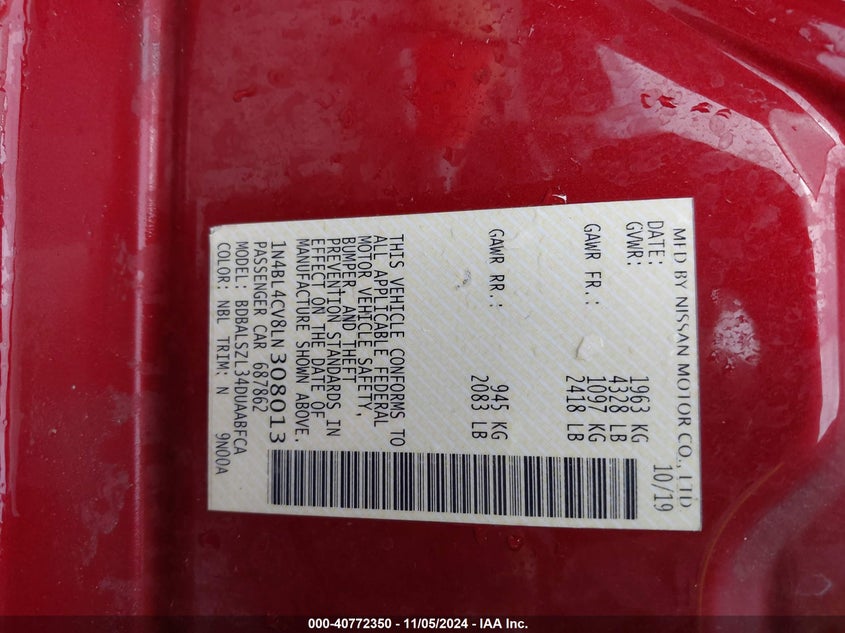 MFD BY NISSAN MOTOR CO., LTD
DATE: 10/19
GVWR: 1963 KG
4328 LB
GAWR FR.: 1097 KG
2418 LB
GAWR RR.: 945 KG
2083 LB
THIS VEHICLE CONFORMS TO
ALL APPLICABLE FEDERAL
MOTOR VEHICLE SAFETY,
BUMPER, AND THEFT
PREVENTION STANDARDS IN
EFFECT ON THE DATE OF
MANUFACTURE SHOWN ABOVE.
1N4BL4CV8LN308013
PASSENGER CAR 687862
MODEL: BDBALSZL34DUAABFCA
COLOR: NBL TRIM: N 9N00A
000-40772350 - 11/05/2024 - IAA Inc.